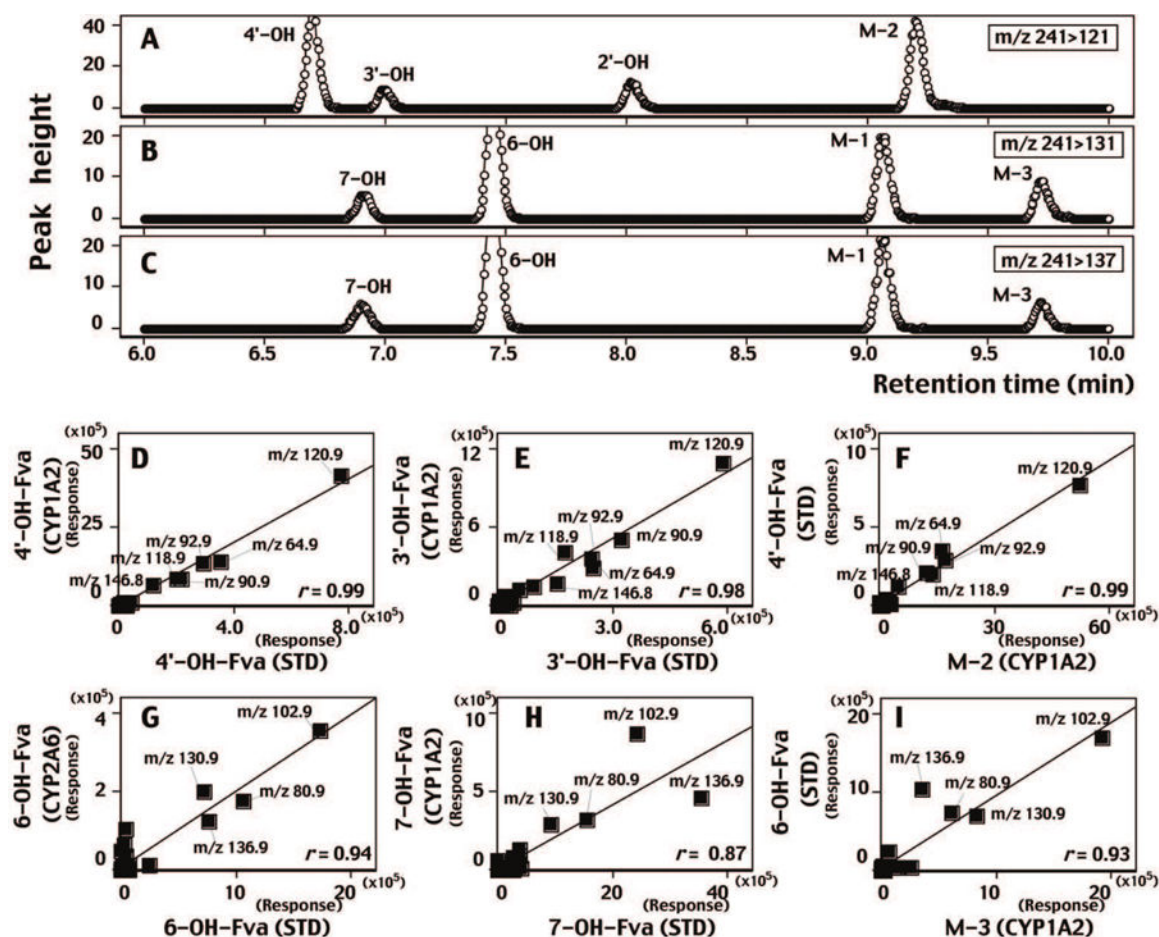 A
4'-OH
3'-OH
2'-OH
M-2
m/z 241>121
40
20
0
B
7-OH
6-OH
M-1
M-3
m/z 241>131
20
10
0
C
7-OH
6-OH
M-1
M-3
m/z 241>137
20
10
0
Peak height
6.0 6.5 7.0 7.5 8.0 8.5 9.0 9.5 10.0
Retention time (min)
D
(x10⁵)
50
25
0
4'-OH-Fva
(CYP1A2)
(Response)
m/z 120.9
m/z 92.9
m/z 118.9
m/z 64.9
m/z 146.8
m/z 90.9
r = 0.99
0 4.0 8.0 (x10⁵)
(Response)
4'-OH-Fva (STD)
E
(x10⁵)
12
6
0
3'-OH-Fva
(CYP1A2)
(Response)
m/z 120.9
m/z 92.9
m/z 118.9
m/z 90.9
m/z 64.9
m/z 146.8
r = 0.98
0 3.0 6.0 (x10⁵)
(Response)
3'-OH-Fva (STD)
F
(x10⁵)
10
5
0
4'-OH-Fva
(STD)
(Response)
m/z 120.9
m/z 64.9
m/z 90.9
m/z 92.9
m/z 146.8
m/z 118.9
r = 0.99
0 30 60 (x10⁵)
(Response)
M-2 (CYP1A2)
G
(x10⁵)
4
2
0
6-OH-Fva
(CYP2A6)
(Response)
m/z 102.9
m/z 130.9
m/z 80.9
m/z 136.9
r = 0.94
0 10 20 (x10⁵)
(Response)
6-OH-Fva (STD)
H
(x10⁵)
10
5
0
7-OH-Fva
(CYP1A2)
(Response)
m/z 102.9
m/z 80.9
m/z 136.9
m/z 130.9
r = 0.87
0 20 40 (x10⁵)
(Response)
7-OH-Fva (STD)
I
(x10⁵)
20
10
0
6-OH-Fva
(STD)
(Response)
m/z 102.9
m/z 136.9
m/z 80.9
m/z 130.9
r = 0.93
0 10 20 (x10⁵)
(Response)
M-3 (CYP1A2)